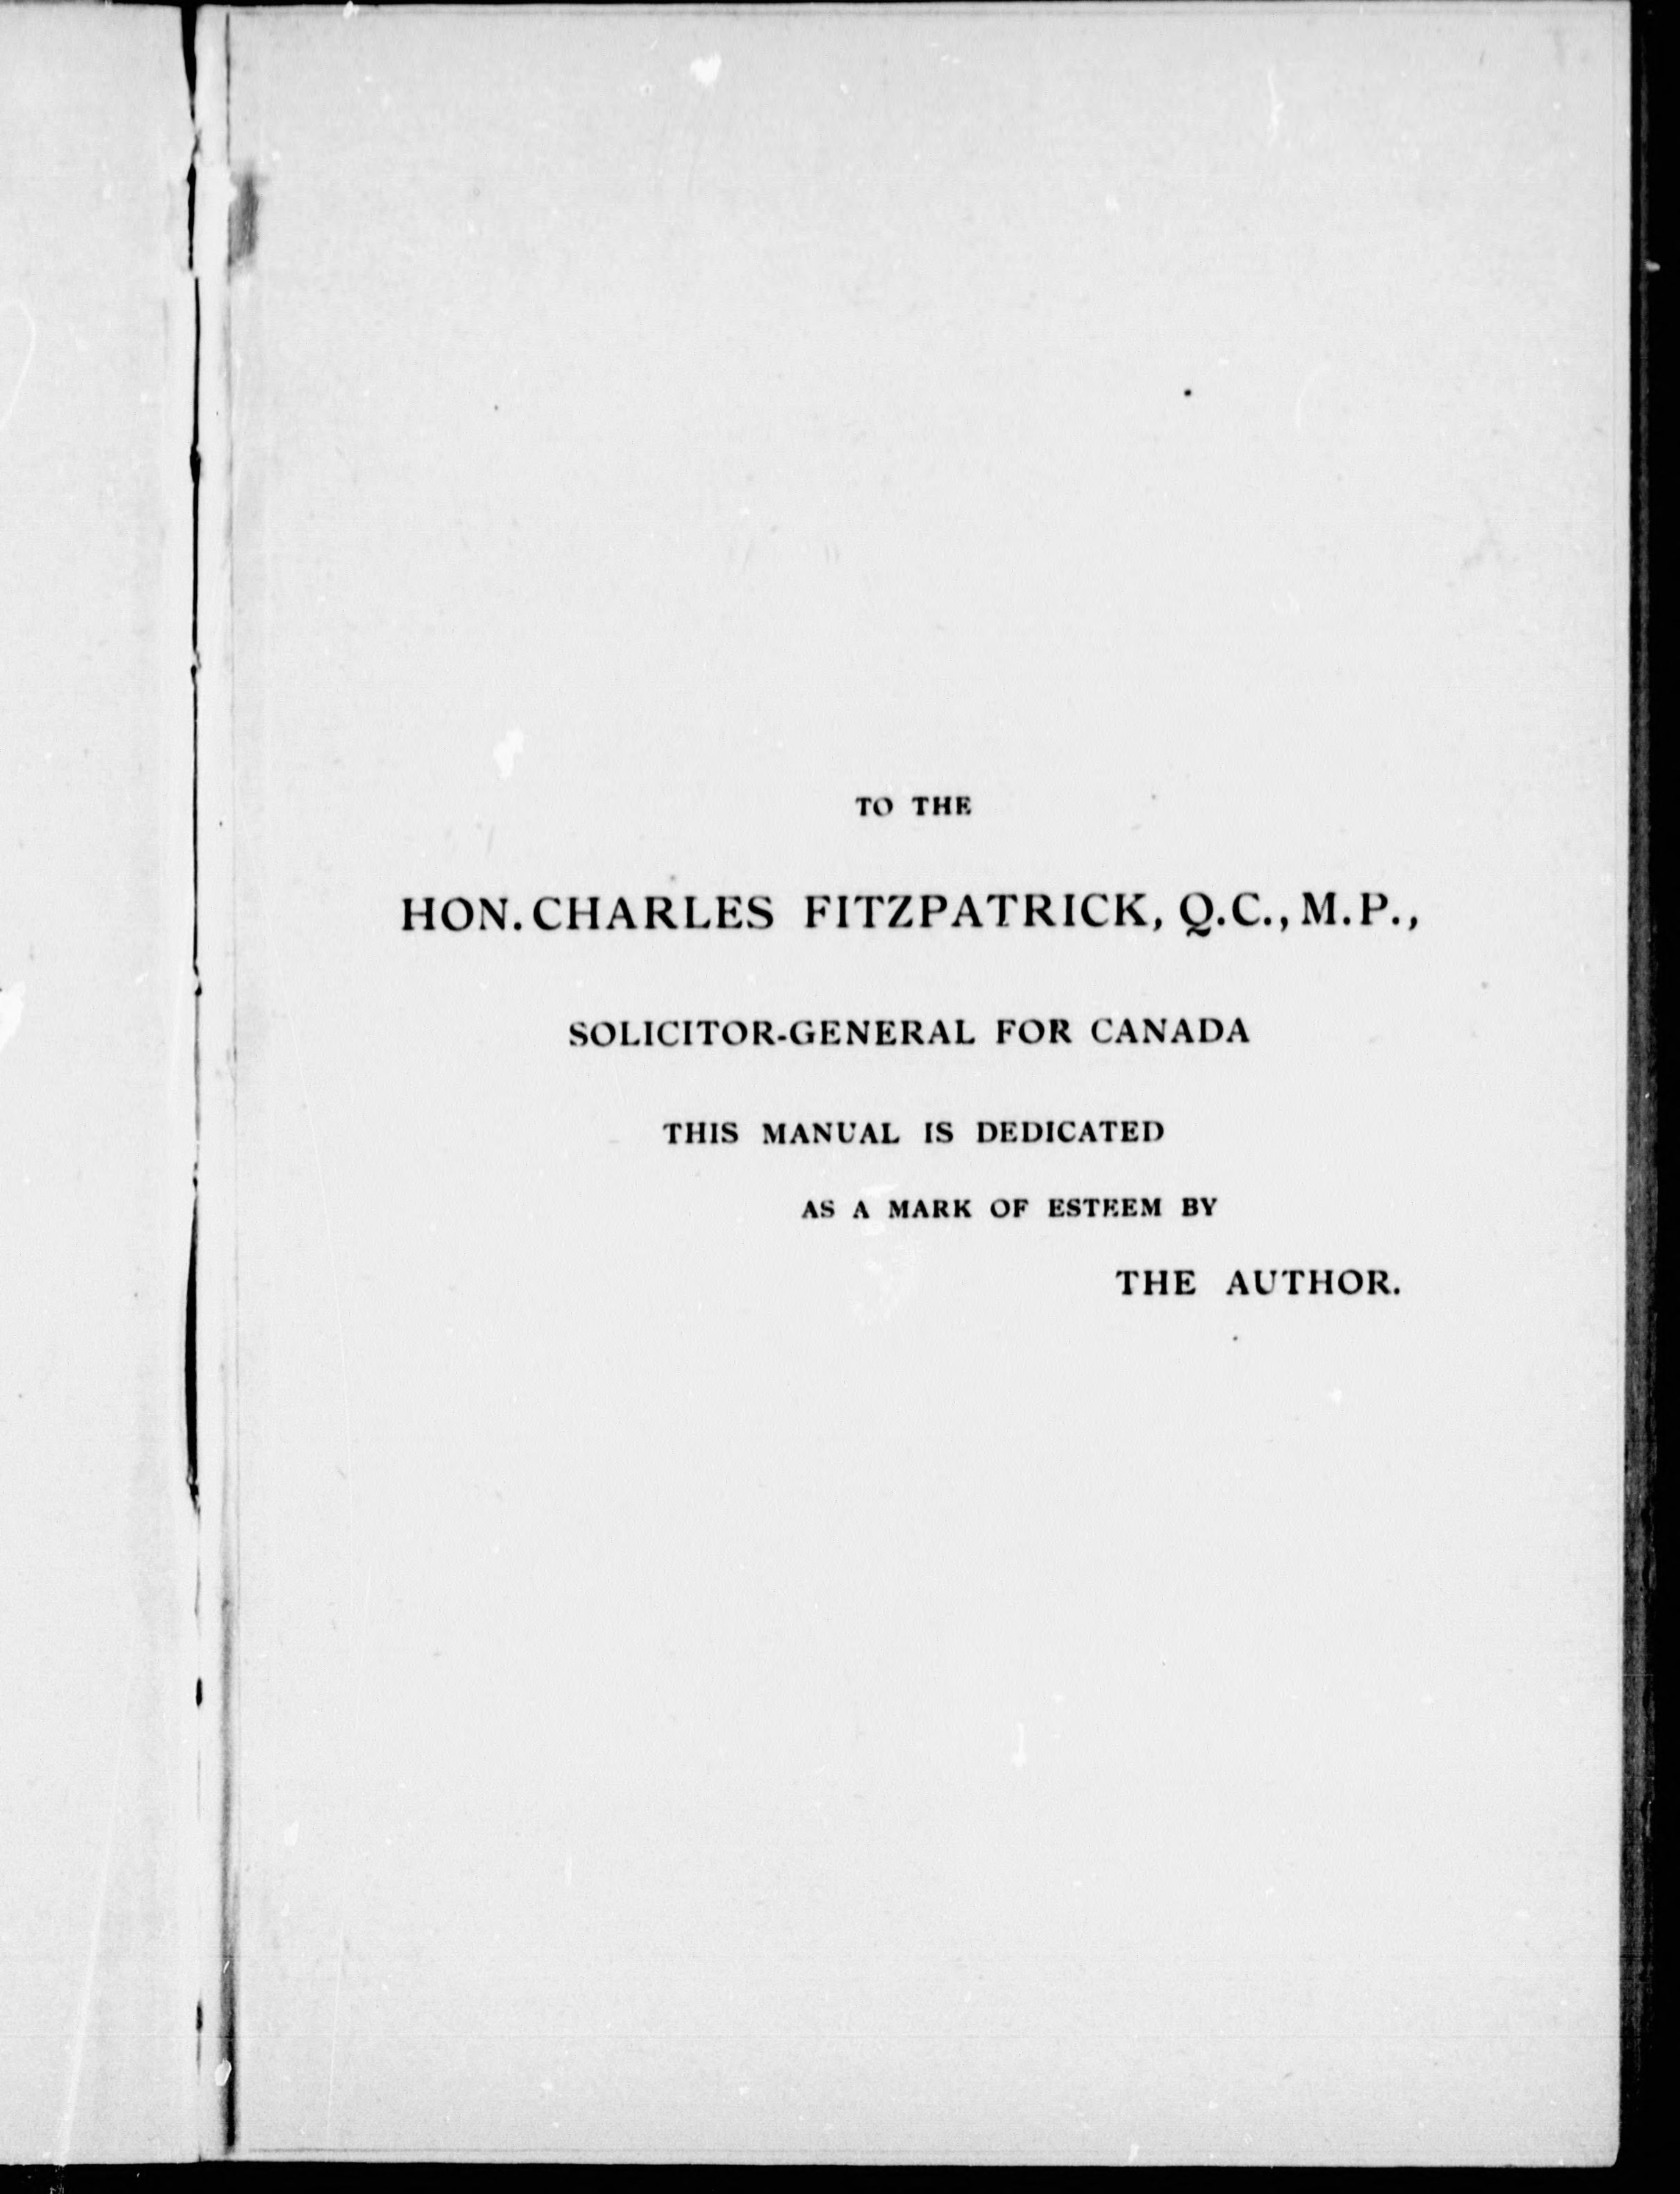 TO THE
HON. CHARLES FITZPATRICK, Q.C., M.P.,
SOLICITOR-GENERAL FOR CANADA
THIS MANUAL IS DEDICATED
AS A MARK OF ESTEEM BY
THE AUTHOR.